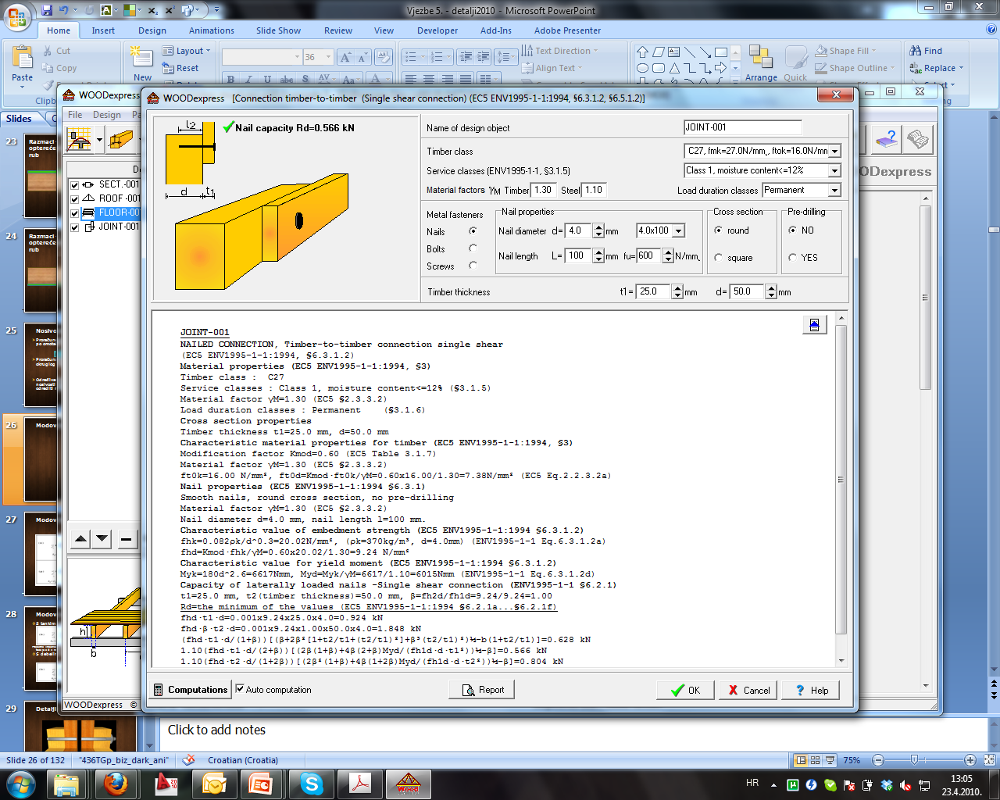 Vjezbe 5. - detalji2010 - Microsoft PowerPoint
Home Insert Design Animations Slide Show Review View Developer Add-Ins Adobe Presenter
Cut
Copy
Paste
New
Layout
Reset
36
Text Direction
Align Text
Arrange
Quick
Shape Fill
Shape Outline
Find
Replace
Slides
WOODexpress
File Design
SECT.-001
ROOF -001
FLOOR-00
JOINT-001
WOODexpress ©
WOODexpress [Connection timber-to-timber (Single shear connection) (EC5 ENV1995-1-1:1994, §6.3.1.2, §6.5.1.2)]
Nail capacity Rd=0.566 kN
l2
d t1
Name of design object JOINT-001
Timber class C27, fmk=27.0N/mm, ftok=16.0N/mm
Service classes (ENV1995-1-1, §3.1.5) Class 1, moisture content<=12%
Material factors γM Timber 1.30 Steel 1.10 Load duration classes Permanent
Metal fasteners
Nails
Bolts
Screws
Nail properties
Nail diameter d= 4.0 mm 4.0x100
Nail length L= 100 mm fu= 600 N/mm
Cross section
round
square
Pre-drilling
NO
YES
Timber thickness t1= 25.0 mm d= 50.0 mm
JOINT-001
NAILED CONNECTION, Timber-to-timber connection single shear
(EC5 ENV1995-1-1:1994, §6.3.1.2)
Material properties (EC5 ENV1995-1-1:1994, §3)
Timber class : C27
Service classes : Class 1, moisture content<=12% (§3.1.5)
Material factor γM=1.30 (EC5 §2.3.3.2)
Load duration classes : Permanent (§3.1.6)
Cross section properties
Timber thickness t1=25.0 mm, d=50.0 mm
Characteristic material properties for timber (EC5 ENV1995-1-1:1994, §3)
Modification factor Kmod=0.60 (EC5 Table 3.1.7)
Material factor γM=1.30 (EC5 §2.3.3.2)
ft0k=16.00 N/mm², ft0d=Kmod·ft0k/γM=0.60x16.00/1.30=7.38N/mm² (EC5 Eq.2.2.3.2a)
Nail properties (EC5 ENV1995-1-1:1994 §6.3.1)
Smooth nails, round cross section, no pre-drilling
Material factor γM=1.30 (EC5 §2.3.3.2)
Nail diameter d=4.0 mm, nail length l=100 mm.
Characteristic value of embedment strength (EC5 ENV1995-1-1:1994 §6.3.1.2)
fhk=0.082ρk/d^0.3=20.02N/mm², (ρk=370kg/m³, d=4.0mm) (ENV1995-1-1 Eq.6.3.1.2a)
fhd=Kmod·fhk/γM=0.60x20.02/1.30=9.24 N/mm²
Characteristic value for yield moment (EC5 ENV1995-1-1:1994 §6.3.1.2)
Myk=180d^2.6=6617Nmm, Myd=Myk/γM=6617/1.10=6015Nmm (ENV1995-1-1 Eq.6.3.1.2d)
Capacity of laterally loaded nails -Single shear connection (ENV1995-1-1 §6.2.1)
t1=25.0 mm, t2(timber thickness)=50.0 mm, β=fh2d/fh1d=9.24/9.24=1.00
Rd=the minimum of the values (EC5 ENV1995-1-1:1994 §6.2.1a...§6.2.1f)
fhd·t1·d=0.001x9.24x25.0x4.0=0.924 kN
fhd·β·t2·d=0.001x9.24x1.00x50.0x4.0=1.848 kN
(fhd·t1·d/(1+β))[(β+2β²[1+t2/t1+(t2/t1)²]+β³(t2/t1)²)½-b(1+t2/t1)]=0.628 kN
1.10(fhd·t1·d/(2+β))[(2β(1+β)+4β(2+β)Myd/(fh1d·d·t1²))½-β]=0.566 kN
1.10(fhd·t2·d/(1+2β))[(2β²(1+β)+4β(1+2β)Myd/(fh1d·d·t2²))½-β]=0.804 kN
Computations Auto computation Report OK Cancel Help
23
24
25
26
27
28
29
Click to add notes
Slide 26 of 132 "436TGp_biz_dark_ani" Croatian (Croatia) 75%
HR 13:05
23.4.2010.